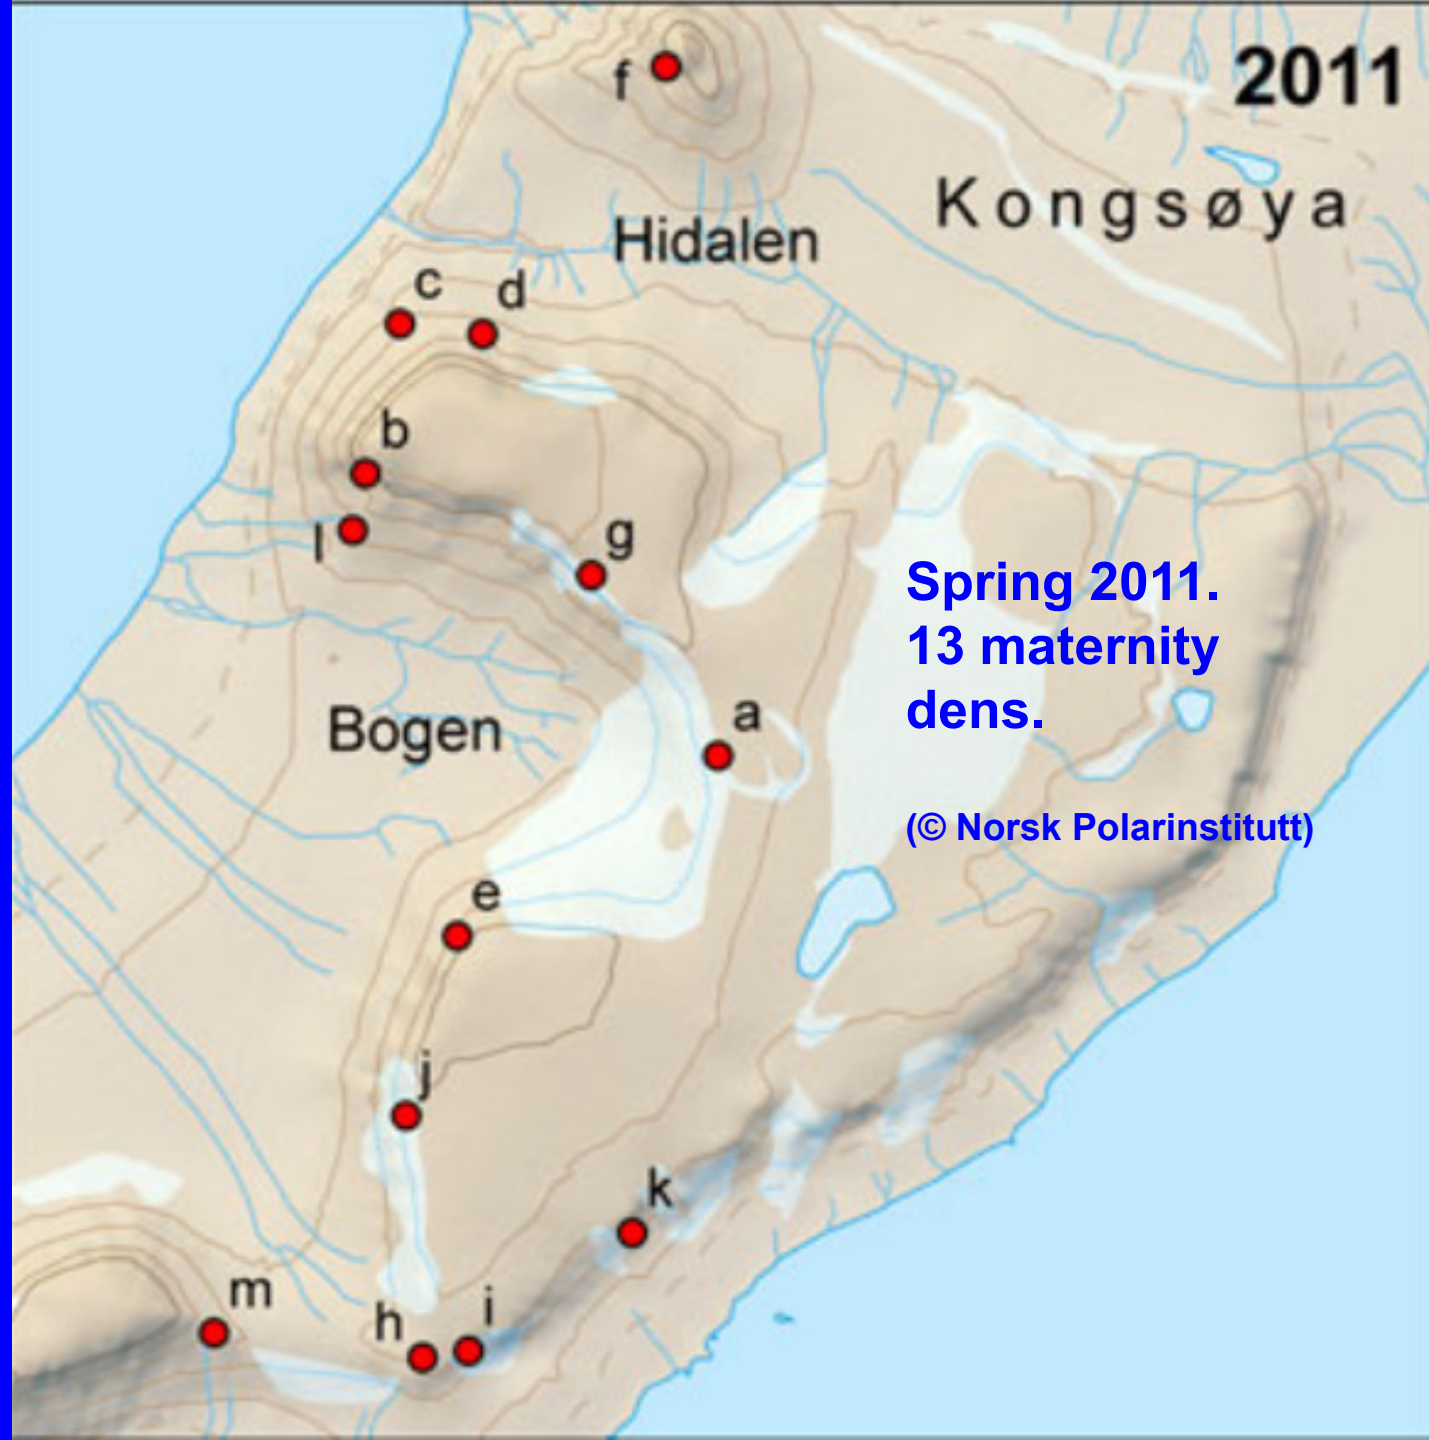 2011
f
Kongsøya
Hidalen
c
d
b
l
g
Spring 2011.
13 maternity
dens.
a
Bogen
(© Norsk Polarinstitutt)
e
j
k
m
h
i